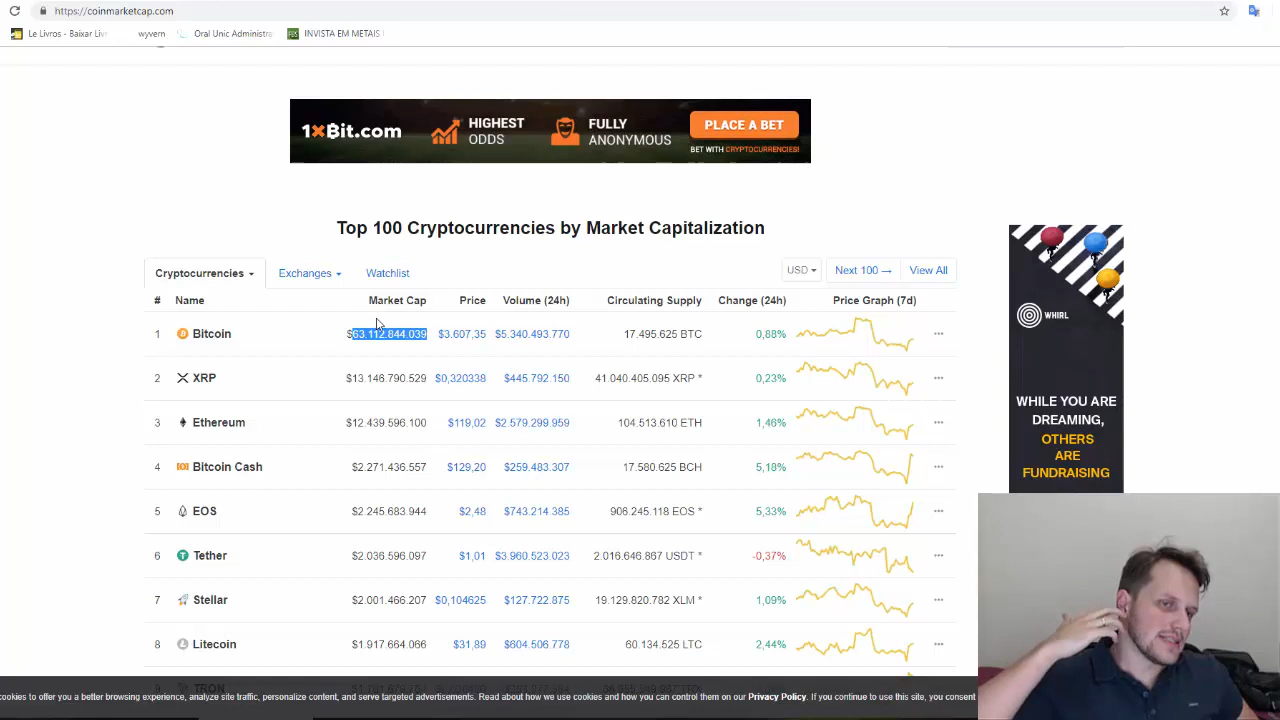 https://coinmarketcap.com
Le Livros - Baixar Livr
wyvern
Oral Unic Administra
INVISTA EM METAIS
1xBit.com
HIGHEST ODDS
FULLY ANONYMOUS
PLACE A BET
BET WITH CRYPTOCURRENCIES!
Top 100 Cryptocurrencies by Market Capitalization
Cryptocurrencies Exchanges Watchlist USD Next 100 → View All
# Name Market Cap Price Volume (24h) Circulating Supply Change (24h) Price Graph (7d)
1 Bitcoin $63.112.844.039 $3.607,35 $5.340.493.770 17.495.625 BTC 0,88%
2 XRP $13.146.790.529 $0,320338 $445.792.150 41.040.405.095 XRP * 0,23%
3 Ethereum $12.439.596.100 $119,02 $2.579.299.959 104.513.610 ETH 1,46%
4 Bitcoin Cash $2.271.436.557 $129,20 $259.483.307 17.580.625 BCH 5,18%
5 EOS $2.245.683.944 $2,48 $743.214.385 906.245.118 EOS * 5,33%
6 Tether $2.036.596.097 $1,01 $3.960.523.023 2.016.646.867 USDT * -0,37%
7 Stellar $2.001.466.207 $0,104625 $127.722.875 19.129.820.782 XLM * 1,09%
8 Litecoin $1.917.664.066 $31,89 $604.506.778 60.134.525 LTC 2,44%
9 TRON
WHIRL
WHILE YOU ARE
DREAMING,
OTHERS
ARE
FUNDRAISING
cookies to offer you a better browsing experience, analyze site traffic, personalize content, and serve targeted advertisements. Read about how we use cookies and how you can control them on our Privacy Policy. If you continue to use this site, you consent